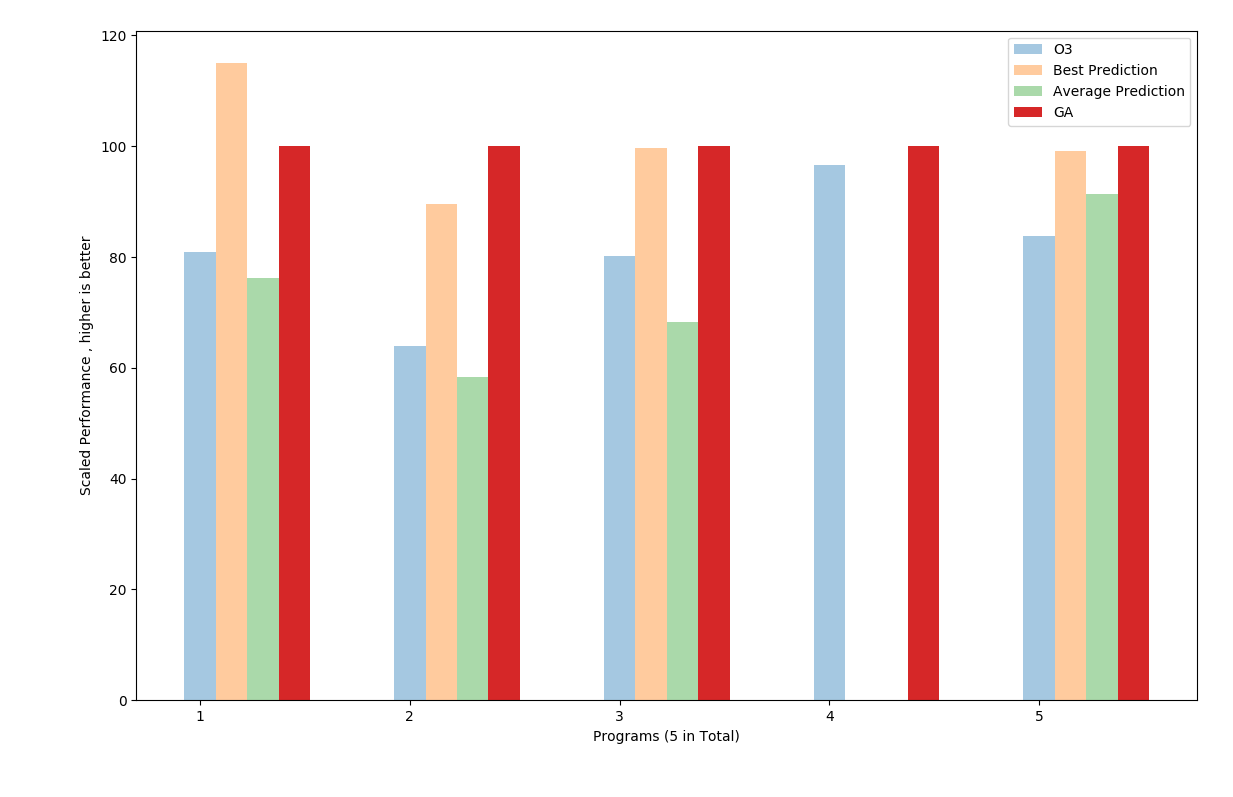 120
100
80
60
40
20
0
Scaled Performance , higher is better
O3
Best Prediction
Average Prediction
GA
1 2 3 4 5
Programs (5 in Total)